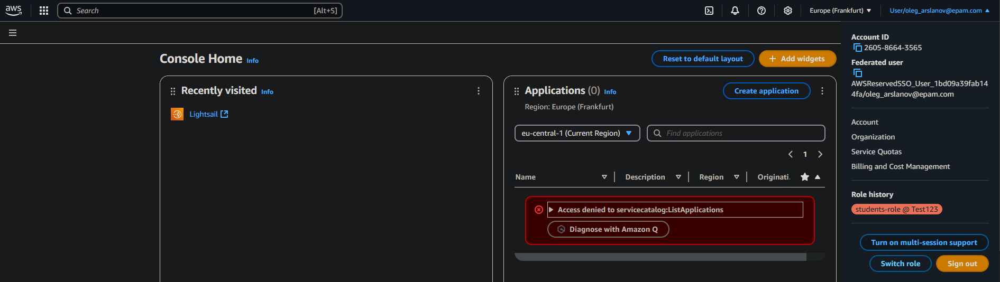 aws
Search [Alt+S]
Europe (Frankfurt)
User/oleg_arslanov@epam.com
Console Home Info
Reset to default layout
Add widgets
Recently visited Info
Lightsail
Applications (0) Info
Create application
Region: Europe (Frankfurt)
eu-central-1 (Current Region)
Find applications
1
Name Description Region Originati.
Access denied to servicecatalog:ListApplications
Diagnose with Amazon Q
Account ID
2605-8664-3565
Federated user
AWSReservedSSO_User_1bd09a39fab14
4fa/oleg_arslanov@epam.com
Account
Organization
Service Quotas
Billing and Cost Management
Role history
students-role @ Test123
Turn on multi-session support
Switch role
Sign out